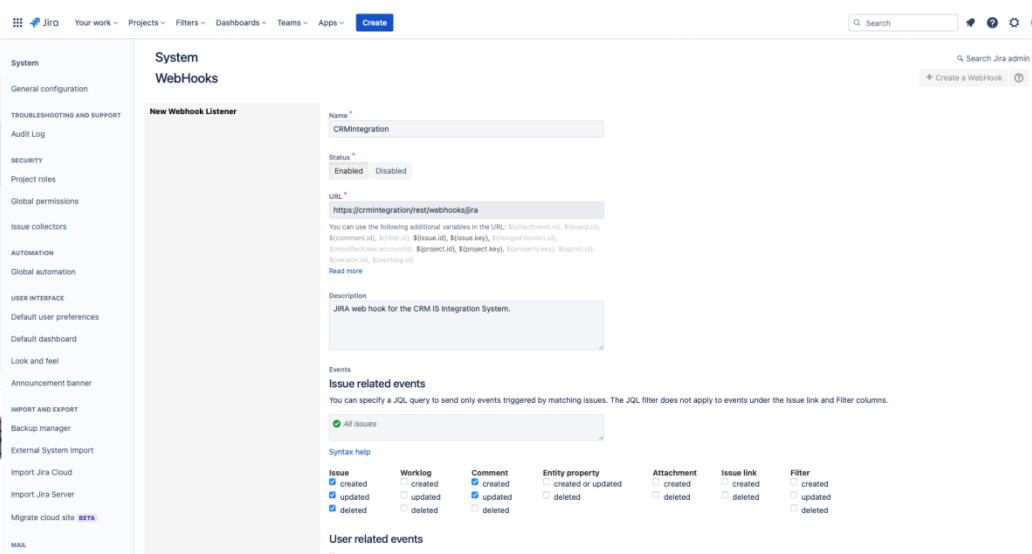 Jira Your work Projects Filters Dashboards Teams Apps Create Search
System
General configuration
TROUBLESHOOTING AND SUPPORT
Audit Log
SECURITY
Project roles
Global permissions
Issue collectors
AUTOMATION
Global automation
USER INTERFACE
Default user preferences
Default dashboard
Look and feel
Announcement banner
IMPORT AND EXPORT
Backup manager
External System Import
Import Jira Cloud
Import Jira Server
Migrate cloud site BETA
MAIL
System
Search Jira admin
WebHooks
+ Create a WebHook
New Webhook Listener
Name *
CRMIntegration
Status *
Enabled Disabled
URL *
https://crmintegration/rest/webhooks/jira
You can use the following additional variables in the URL: ${attachment.id}, ${board.id},
${comment.id}, ${filter.id}, ${issue.id}, ${issue.key}, ${mergedVersion.id},
${modifiedUser.accountId}, ${project.id}, ${project.key}, ${property.key}, ${sprint.id},
${version.id}, ${worklog.id}
Read more
Description
JIRA web hook for the CRM IS Integration System.
Events
Issue related events
You can specify a JQL query to send only events triggered by matching issues. The JQL filter does not apply to events under the Issue link and Filter columns.
All issues
Syntax help
Issue Worklog Comment Entity property Attachment Issue link Filter
created created created created or updated created created created
updated updated updated deleted deleted deleted updated
deleted deleted deleted deleted
User related events